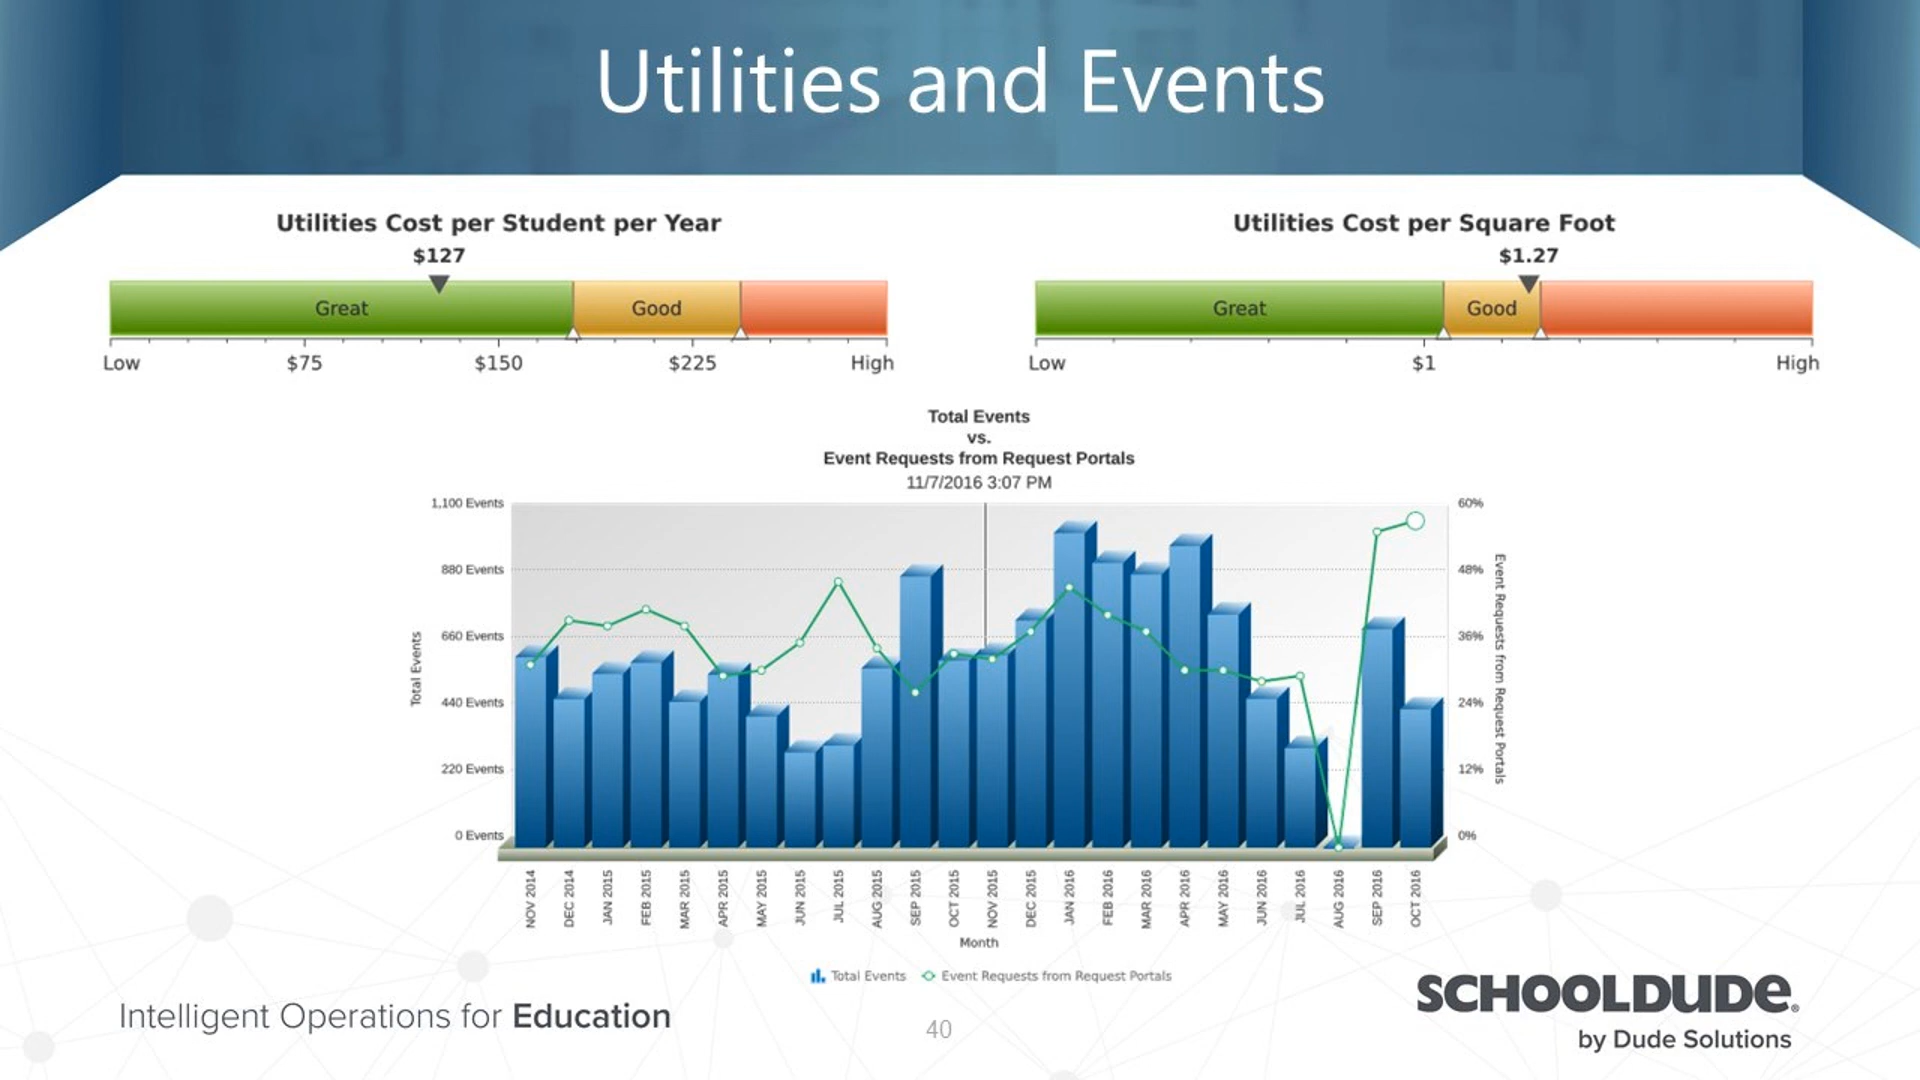 Utilities and Events
Utilities Cost per Student per Year
$127
Great
Good
Low
$75
$150
$225
High
Utilities Cost per Square Foot
$1.27
Great
Good
Low
$1
High
Total Events
vs.
Event Requests from Request Portals
11/7/2016 3:07 PM
Total Events
1,100 Events
880 Events
660 Events
440 Events
220 Events
0 Events
60%
48%
36%
24%
12%
0%
Event Requests from Request Portals
NOV 2014
DEC 2014
JAN 2015
FEB 2015
MAR 2015
APR 2015
MAY 2015
JUN 2015
JUL 2015
AUG 2015
SEP 2015
OCT 2015
NOV 2015
DEC 2015
JAN 2016
FEB 2016
MAR 2016
APR 2016
MAY 2016
JUN 2016
JUL 2016
AUG 2016
SEP 2016
OCT 2016
Month
Total Events
Event Requests from Request Portals
Intelligent Operations for Education
40
SCHOOLDUDe®
by Dude Solutions